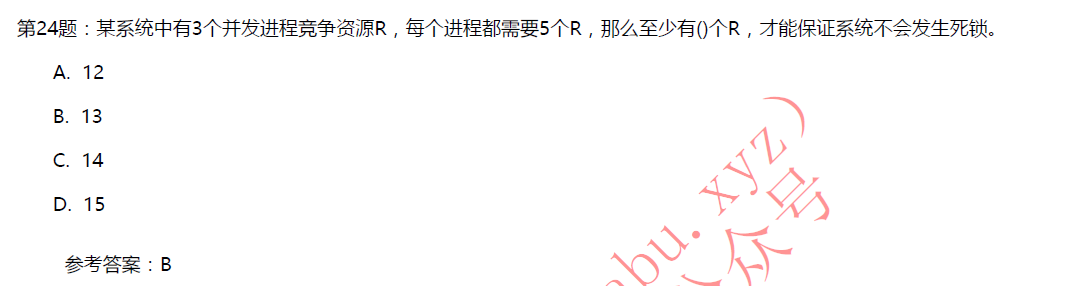 第24题：某系统中有3个并发进程竞争资源R，每个进程都需要5个R，那么至少有()个R，才能保证系统不会发生死锁。
A. 12
B. 13
C. 14
D. 15
参考答案：B
abu.xyz）
公众号